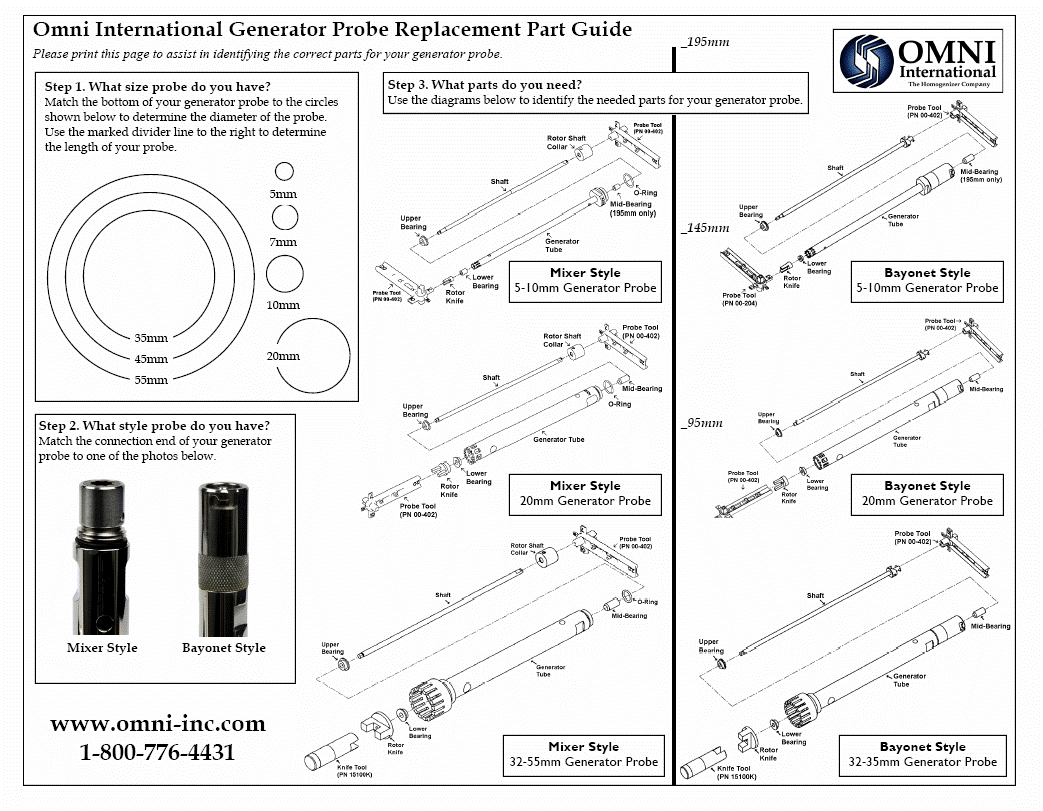 Omni International Generator Probe Replacement Part Guide
Please print this page to assist in identifying the correct parts for your generator probe.
_195mm
OMNI
International
The Homogenizer Company
Step 1. What size probe do you have?
Match the bottom of your generator probe to the circles
shown below to determine the diameter of the probe.
Use the marked divider line to the right to determine
the length of your probe.
5mm
7mm
10mm
20mm
35mm
45mm
55mm
Step 2. What style probe do you have?
Match the connection end of your generator
probe to one of the photos below.
Mixer Style
Bayonet Style
www.omni-inc.com
1-800-776-4431
Step 3. What parts do you need?
Use the diagrams below to identify the needed parts for your generator probe.
Probe Tool
(PN 00-402)
Rotor Shaft
Collar
Shaft
O-Ring
Mid-Bearing
(195mm only)
Upper
Bearing
Generator
Tube
Lower
Bearing
Rotor
Knife
Probe Tool
(PN 00-402)
Mixer Style
5-10mm Generator Probe
_145mm
Probe Tool
(PN 00-402)
Shaft
Mid-Bearing
(195mm only)
Upper
Bearing
Generator
Tube
Lower
Bearing
Rotor
Knife
Probe Tool
(PN 00-204)
Bayonet Style
5-10mm Generator Probe
Probe Tool
(PN 00-402)
Rotor Shaft
Collar
Shaft
Mid-Bearing
O-Ring
Upper
Bearing
Generator Tube
Lower
Bearing
Rotor
Knife
Probe Tool
(PN 00-402)
Mixer Style
20mm Generator Probe
_95mm
Probe Tool
(PN 00-402)
Shaft
Mid-Bearing
Upper
Bearing
Generator
Tube
Lower
Bearing
Rotor
Knife
Probe Tool
(PN 00-402)
Bayonet Style
20mm Generator Probe
Rotor Shaft
Collar
Probe Tool
(PN 00-402)
Shaft
O-Ring
Mid-Bearing
Upper
Bearing
Generator
Tube
Lower
Bearing
Rotor
Knife
Knife Tool
(PN 15100K)
Mixer Style
32-55mm Generator Probe
Probe Tool
(PN 00-402)
Shaft
Mid-Bearing
Upper
Bearing
Generator
Tube
Lower
Bearing
Rotor
Knife
Knife Tool
(PN 15100K)
Bayonet Style
32-35mm Generator Probe